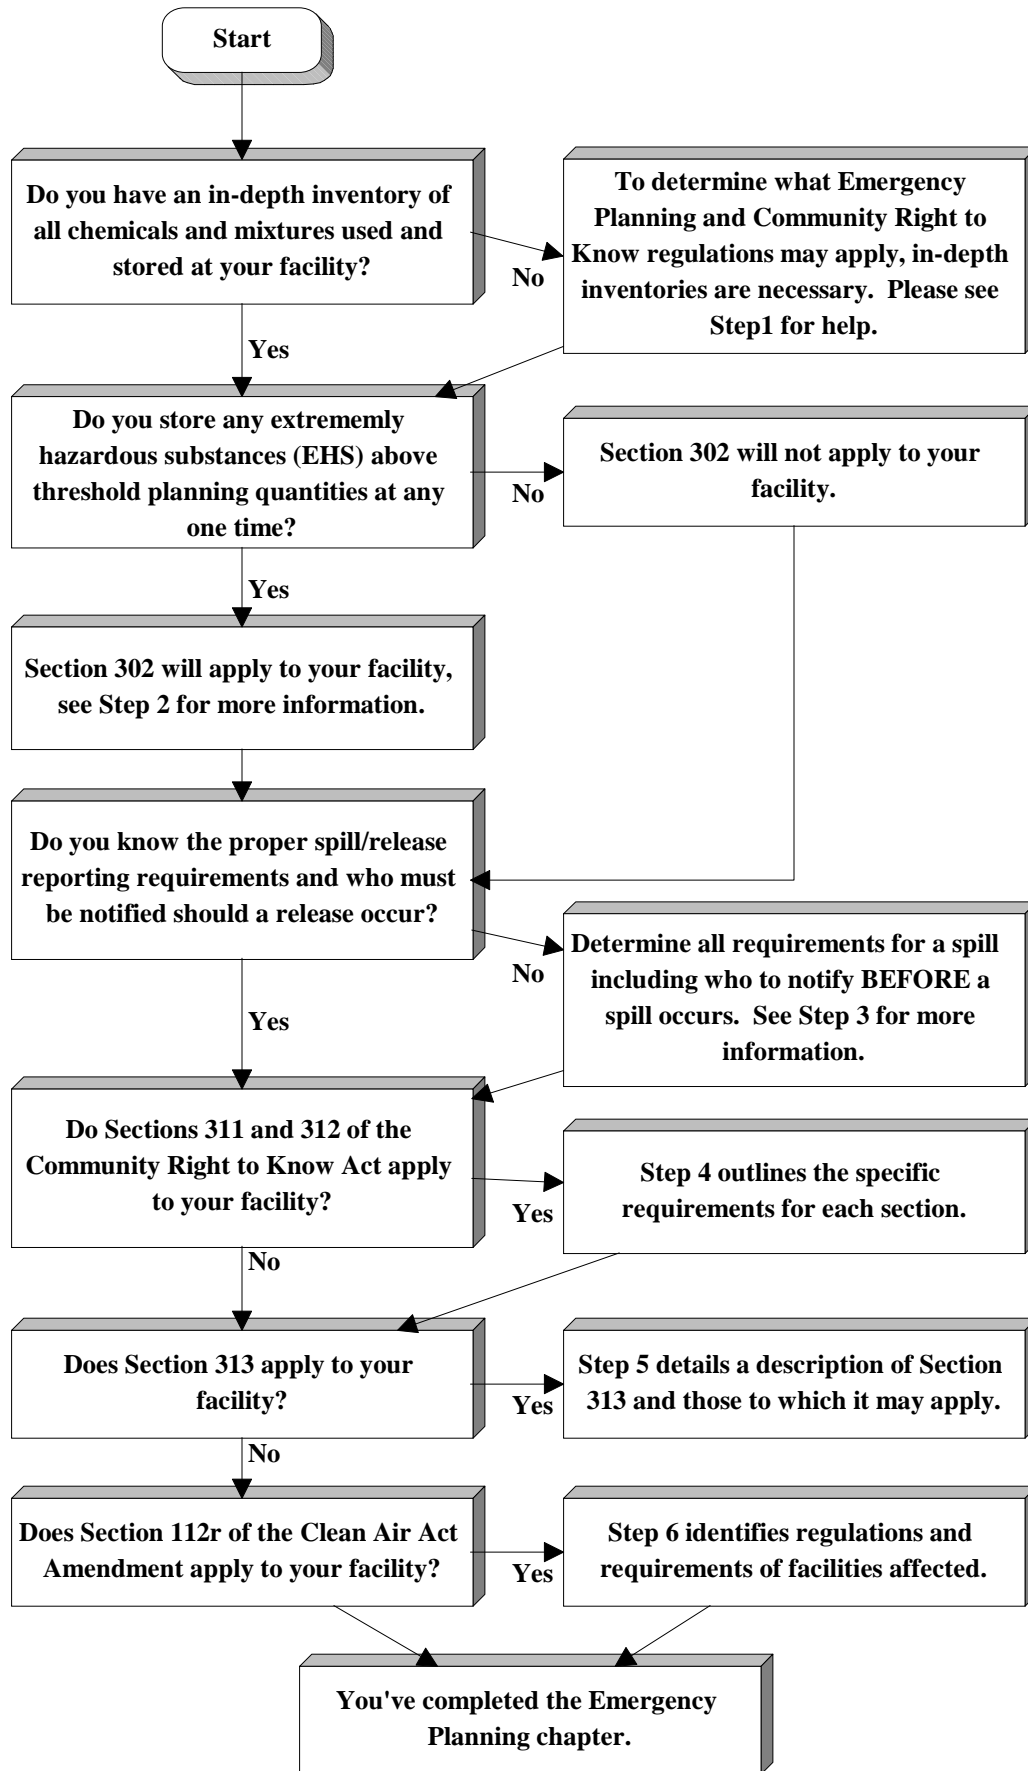 Start
Do you have an in-depth inventory of
all chemicals and mixtures used and
stored at your facility?
No
To determine what Emergency
Planning and Community Right to
Know regulations may apply, in-depth
inventories are necessary.  Please see
Step1 for help.
Yes
Do you store any extrememly
hazardous substances (EHS) above
threshold planning quantities at any
one time?
No
Section 302 will not apply to your
facility.
Yes
Section 302 will apply to your facility,
see Step 2 for more information.
Do you know the proper spill/release
reporting requirements and who must
be notified should a release occur?
No
Determine all requirements for a spill
including who to notify BEFORE a
spill occurs.  See Step 3 for more
information.
Yes
Do Sections 311 and 312 of the
Community Right to Know Act apply
to your facility?
Yes
Step 4 outlines the specific
requirements for each section.
No
Does Section 313 apply to your
facility?
Yes
Step 5 details a description of Section
313 and those to which it may apply.
No
Does Section 112r of the Clean Air Act
Amendment apply to your facility?
Yes
Step 6 identifies regulations and
requirements of facilities affected.
You've completed the Emergency
Planning chapter.